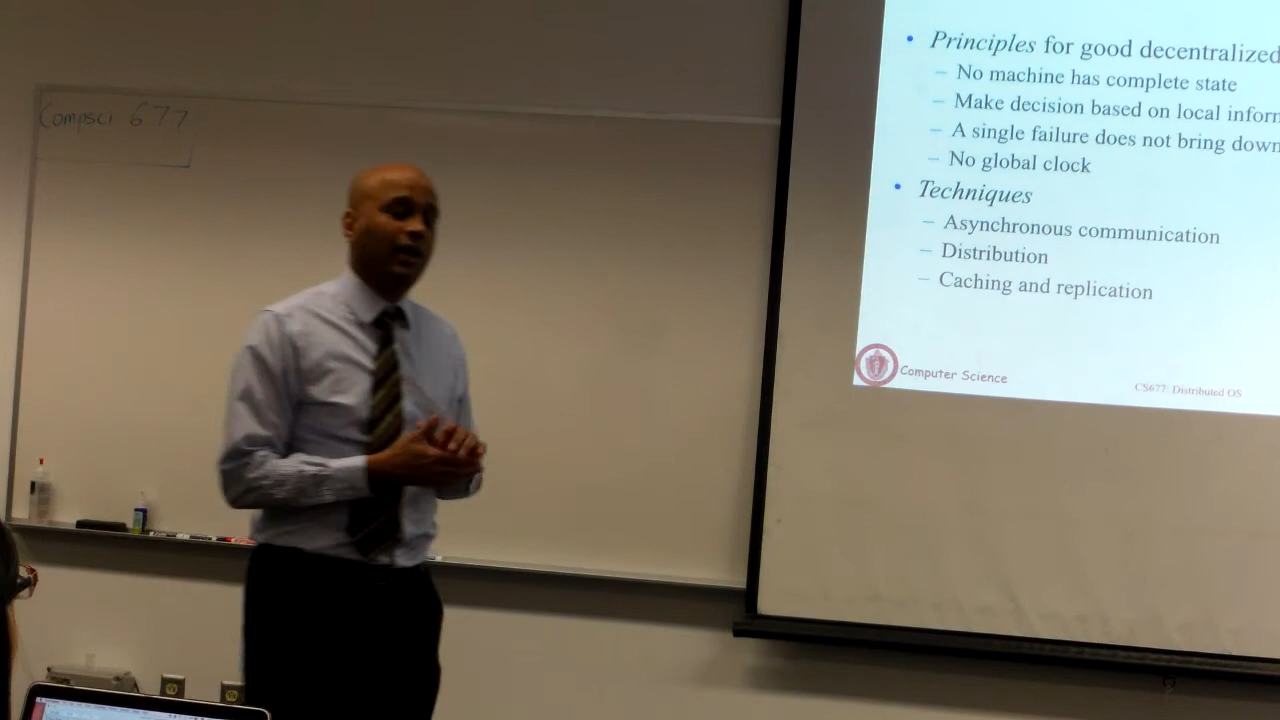 Compsci 677
• Principles for good decentralized
– No machine has complete state
– Make decision based on local inform
– A single failure does not bring down
– No global clock
• Techniques
– Asynchronous communication
– Distribution
– Caching and replication
Computer Science
CS677: Distributed OS